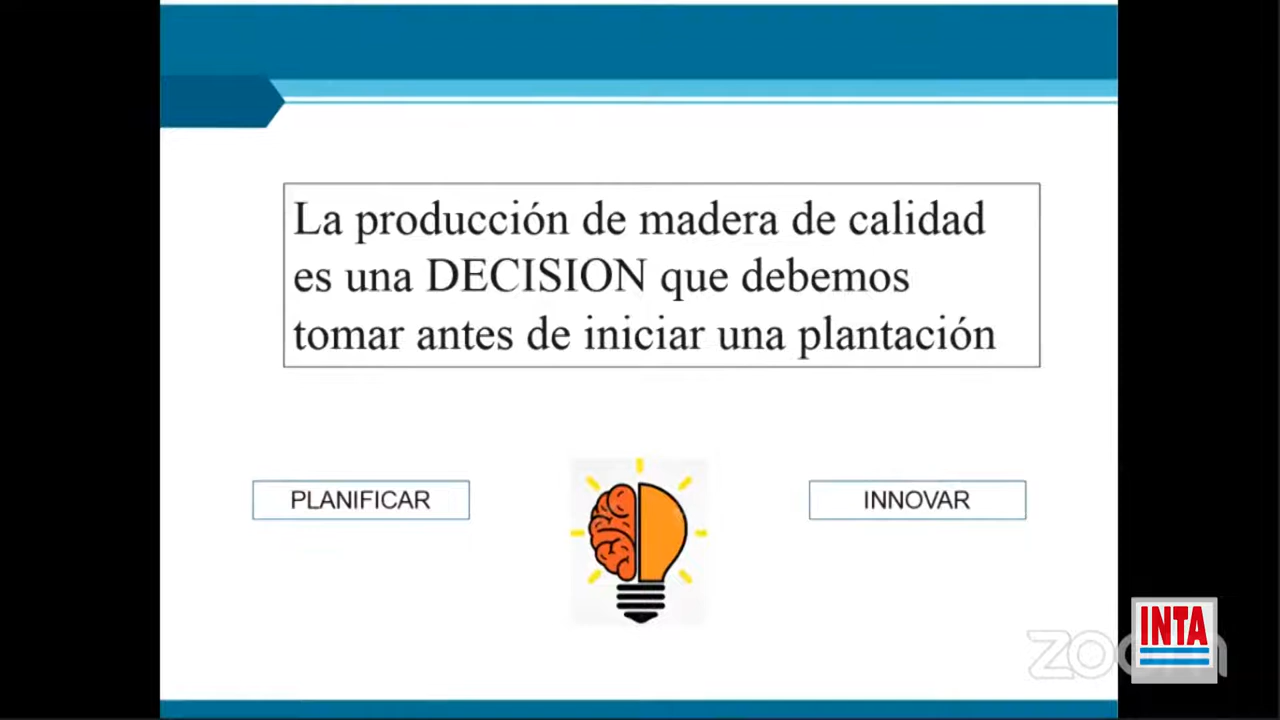 La producción de madera de calidad
es una DECISION que debemos
tomar antes de iniciar una plantación
PLANIFICAR
INNOVAR
INTA
zoom